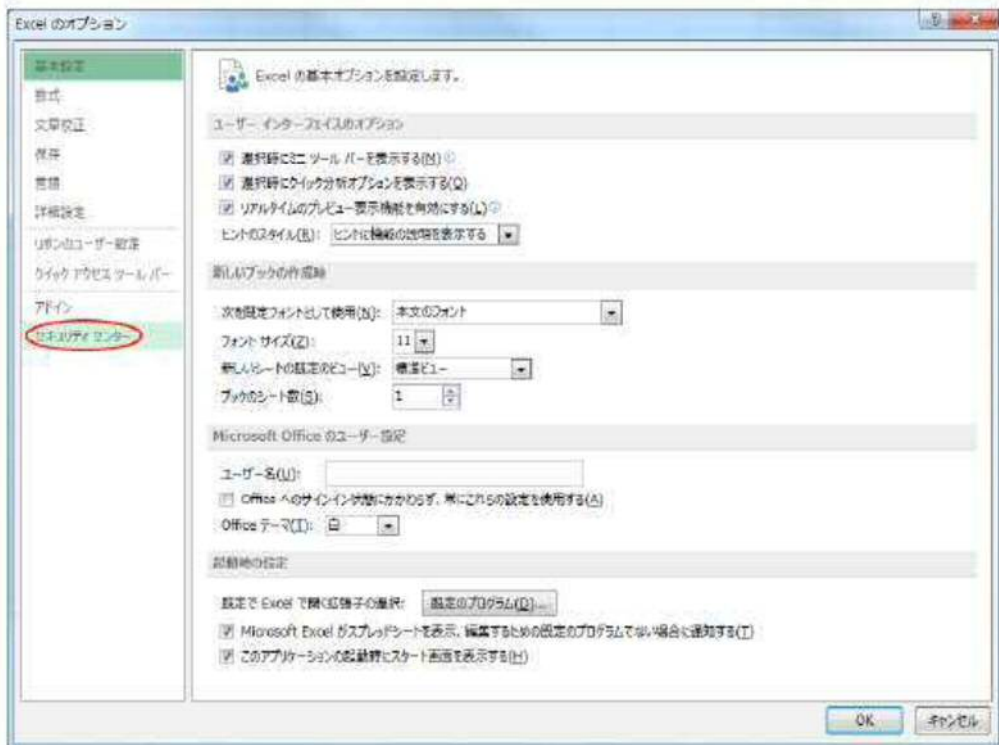 Excel のオプション
基本設定
数式
文章校正
保存
言語
詳細設定
リボンのユーザー設定
クイック アクセス ツール バー
アドイン
セキュリティ センター
Excel の基本オプションを設定します。
ユーザー インターフェイスのオプション
選択時にミニ ツール バーを表示する(M)
選択時にクイック分析オプションを表示する(Q)
リアルタイムのプレビュー表示機能を有効にする(L)
ヒントのスタイル(R): ヒントに機能の説明を表示する
新しいブックの作成時
次を既定フォントとして使用(N): 本文のフォント
フォント サイズ(Z): 11
新しいシートの既定のビュー(V): 標準ビュー
ブックのシート数(S): 1
Microsoft Office のユーザー設定
ユーザー名(U):
Office へのサインイン状態にかかわらず、常にこれらの設定を使用する(A)
Office テーマ(T): 白
起動時の設定
既定で Excel で開く拡張子の選択: 既定のプログラム(D)...
Microsoft Excel がスプレッドシートを表示、編集するための既定のプログラムでない場合に通知する(T)
このアプリケーションの起動時にスタート画面を表示する(H)
OK キャンセル